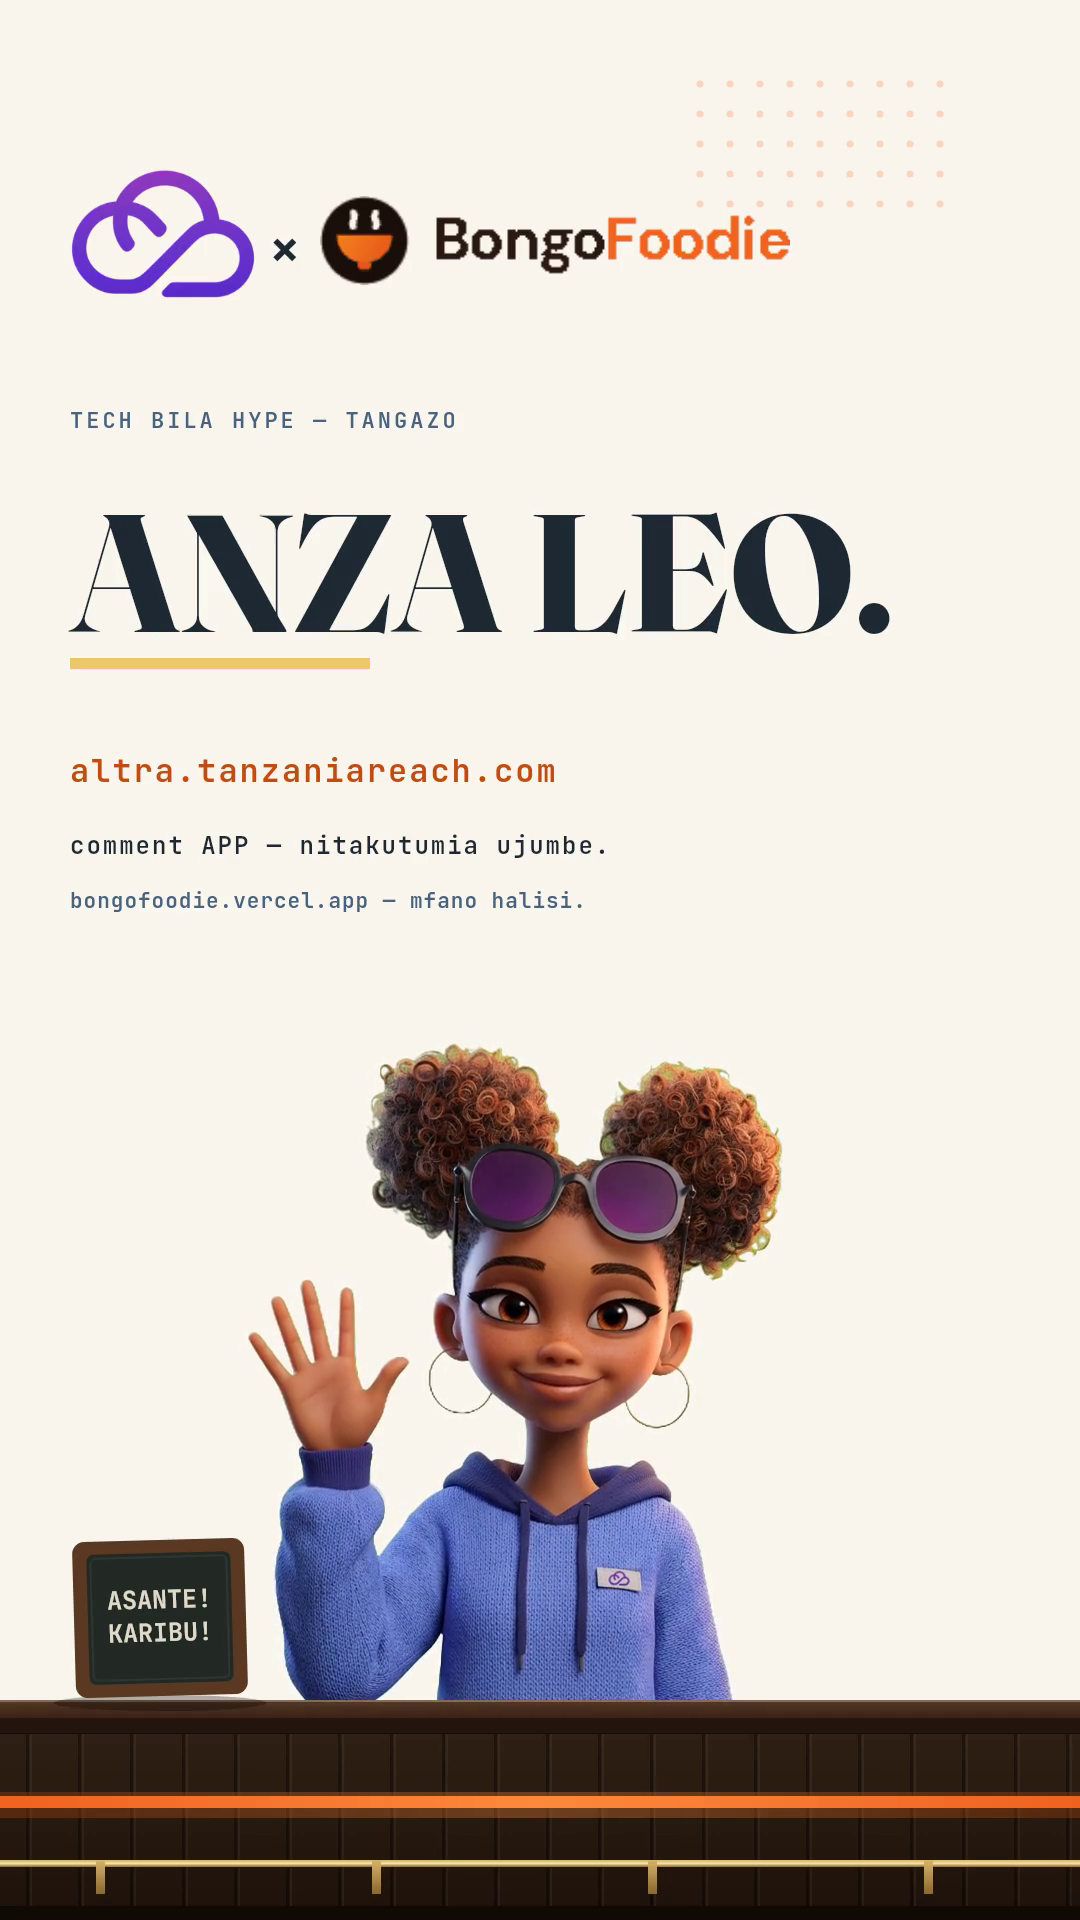 × BongoFoodie
TECH BILA HYPE — TANGAZO
ANZA LEO.
altra.tanzaniareach.com
comment APP — nitakutumia ujumbe.
bongofoodie.vercel.app — mfano halisi.
ASANTE!
KARIBU!